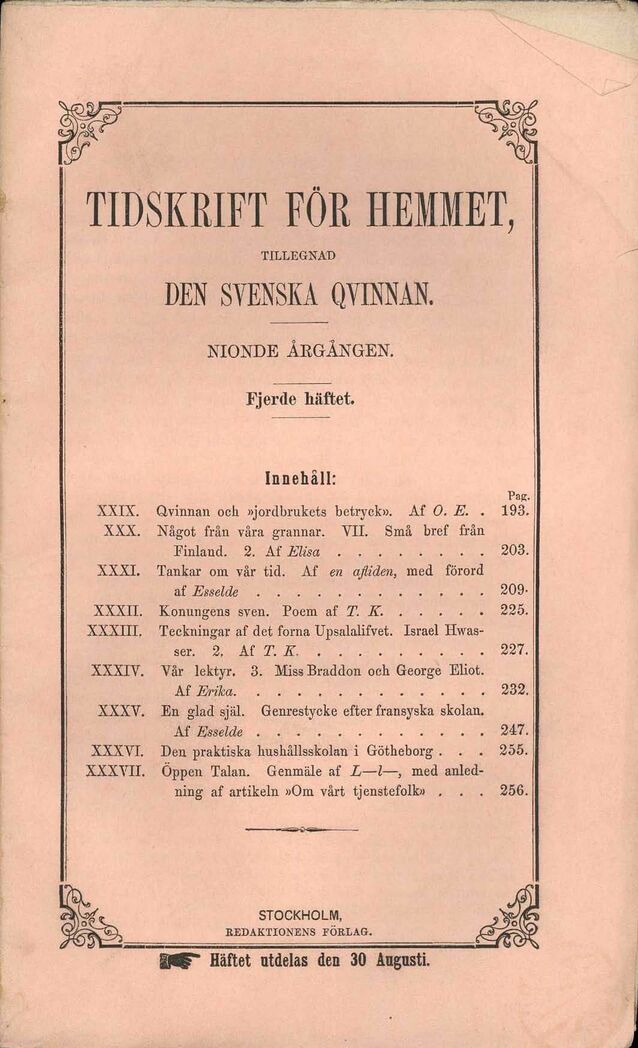 TIDSKRIFT FÖR HEMMET,
TILLEGNAD
DEN SVENSKA QVINNAN.
NIONDE ÅRGÅNGEN.
Fjerde häftet.
Innehåll:
Pag.
XXIX. Qvinnan och »jordbrukets betryck». Af O. E. . 193.
XXX. Något från våra grannar. VII. Små bref från
Finland. 2. Af Elisa . . . . . . . . 203.
XXXI. Tankar om vår tid. Af en afliden, med förord
af Esselde . . . . . . . . . . . . 209.
XXXII. Konungens sven. Poem af T. K. . . . . . 225.
XXXIII. Teckningar af det forna Upsalalifvet. Israel Hwas-
ser. 2. Af T. K. . . . . . . . . . 227.
XXXIV. Vår lektyr. 3. Miss Braddon och George Eliot.
Af Erika. . . . . . . . . . . . . 232.
XXXV. En glad själ. Genrestycke efter fransyska skolan.
Af Esselde . . . . . . . . . . . . 247.
XXXVI. Den praktiska hushållsskolan i Götheborg . . . 255.
XXXVII. Öppen Talan. Genmäle af L—l—, med anled-
ning af artikeln »Om vårt tjenstefolk» . . . 256.
STOCKHOLM,
REDAKTIONENS FÖRLAG.
Häftet utdelas den 30 Augusti.